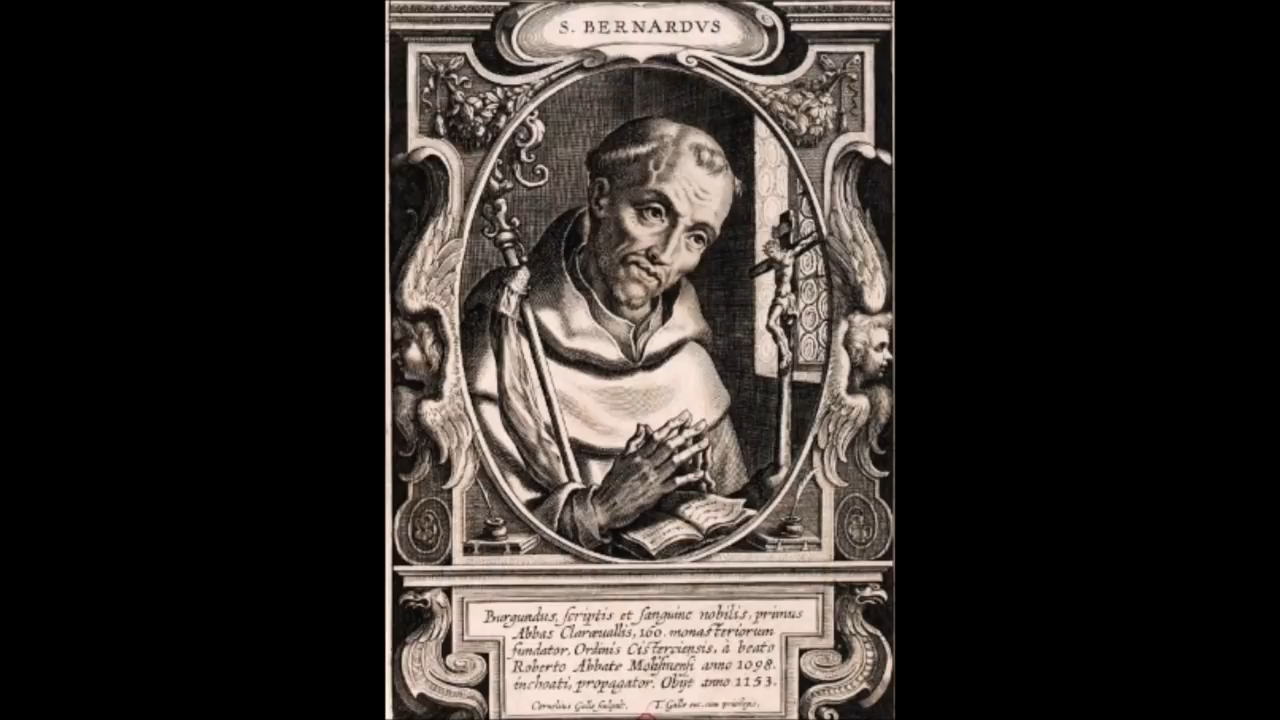 S. BERNARDVS
Burgundus, scriptis et sanguine nobilis, primus
Abbas Claræuallis, 160. monasteriorum
fundator. Ordinis Cisterciensis, à beato
Roberto Abbate Molismensi anno 1098.
inchoati, propagator. Obijt anno 1153.
Cornelius Galle sculpsit. T. Galle exc. cum privilegio.